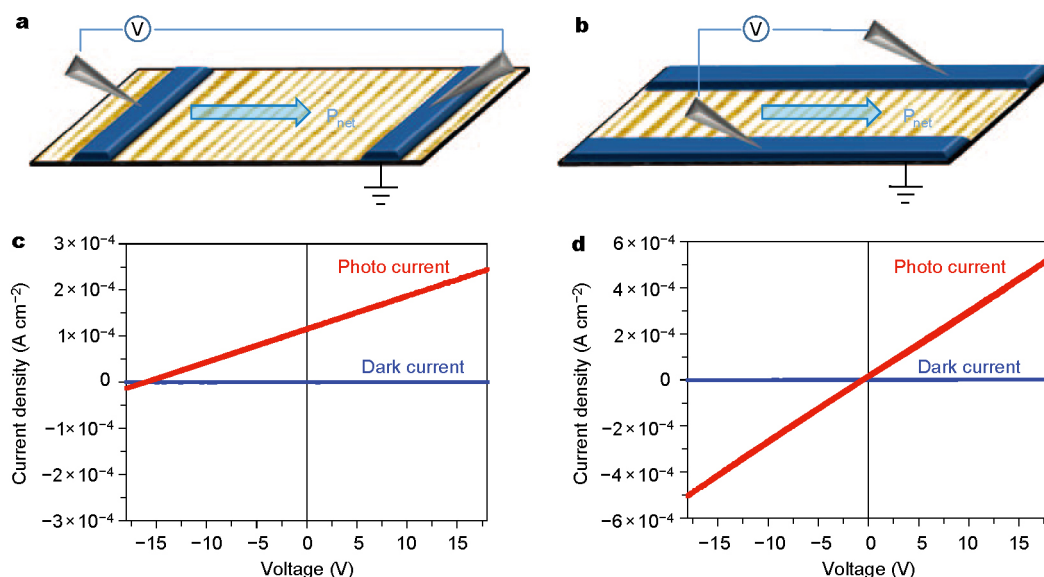 a
V
P_net
b
V
P_net
c
3 × 10⁻⁴
2 × 10⁻⁴
1 × 10⁻⁴
0
−1 × 10⁻⁴
−2 × 10⁻⁴
−3 × 10⁻⁴
Current density (A cm⁻²)
Photo current
Dark current
−15 −10 −5 0 5 10 15
Voltage (V)
d
6 × 10⁻⁴
4 × 10⁻⁴
2 × 10⁻⁴
0
−2 × 10⁻⁴
−4 × 10⁻⁴
−6 × 10⁻⁴
Current density (A cm⁻²)
Photo current
Dark current
−15 −10 −5 0 5 10 15
Voltage (V)